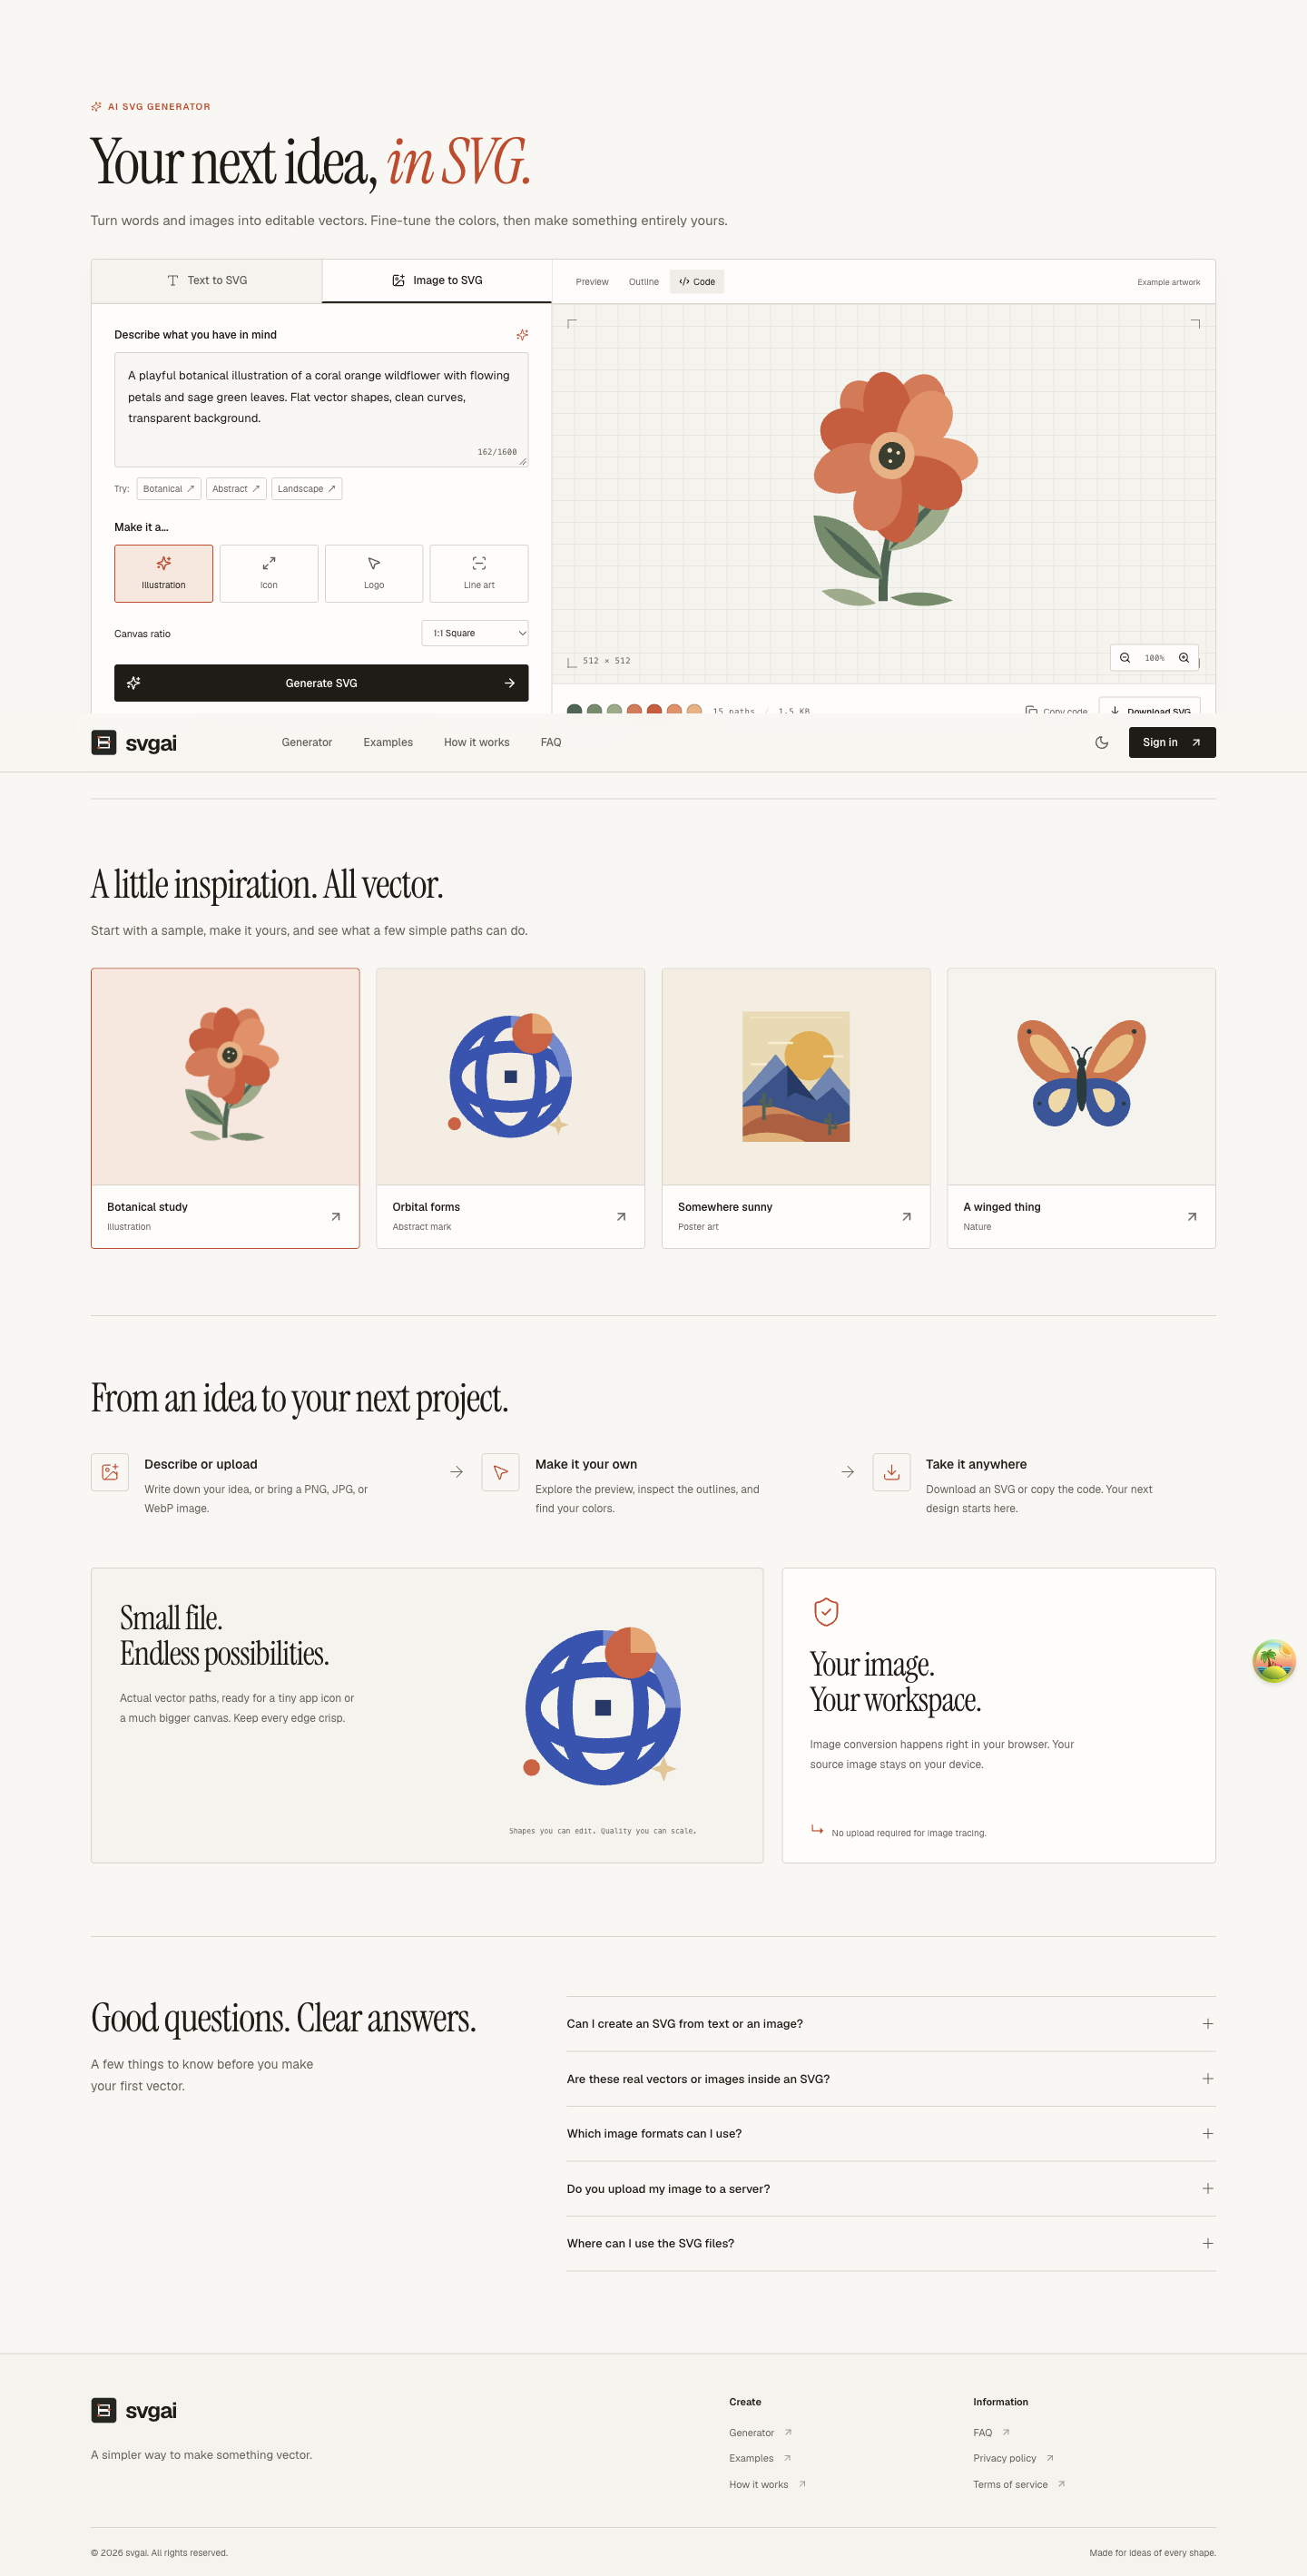 AI SVG GENERATOR
Your next idea, in SVG.
Turn words and images into editable vectors. Fine-tune the colors, then make something entirely yours.
Text to SVG
Image to SVG
Preview
Outline
Code
Example artwork
Describe what you have in mind
A playful botanical illustration of a coral orange wildflower with flowing
petals and sage green leaves. Flat vector shapes, clean curves,
transparent background.
162/1600
Try:
Botanical
Abstract
Landscape
Make it a...
Illustration
Icon
Logo
Line art
Canvas ratio
1:1 Square
Generate SVG
512 × 512
100%
15 paths / 1.5 KB
Copy code
Download SVG
svgai
Generator
Examples
How it works
FAQ
Sign in
A little inspiration. All vector.
Start with a sample, make it yours, and see what a few simple paths can do.
Botanical study
Illustration
Orbital forms
Abstract mark
Somewhere sunny
Poster art
A winged thing
Nature
From an idea to your next project.
Describe or upload
Write down your idea, or bring a PNG, JPG, or
WebP image.
Make it your own
Explore the preview, inspect the outlines, and
find your colors.
Take it anywhere
Download an SVG or copy the code. Your next
design starts here.
Small file.
Endless possibilities.
Actual vector paths, ready for a tiny app icon or
a much bigger canvas. Keep every edge crisp.
Shapes you can edit. Quality you can scale.
Your image.
Your workspace.
Image conversion happens right in your browser. Your
source image stays on your device.
No upload required for image tracing.
Good questions. Clear answers.
A few things to know before you make
your first vector.
Can I create an SVG from text or an image?
Are these real vectors or images inside an SVG?
Which image formats can I use?
Do you upload my image to a server?
Where can I use the SVG files?
svgai
A simpler way to make something vector.
Create
Generator
Examples
How it works
Information
FAQ
Privacy policy
Terms of service
© 2026 svgai. All rights reserved.
Made for ideas of every shape.